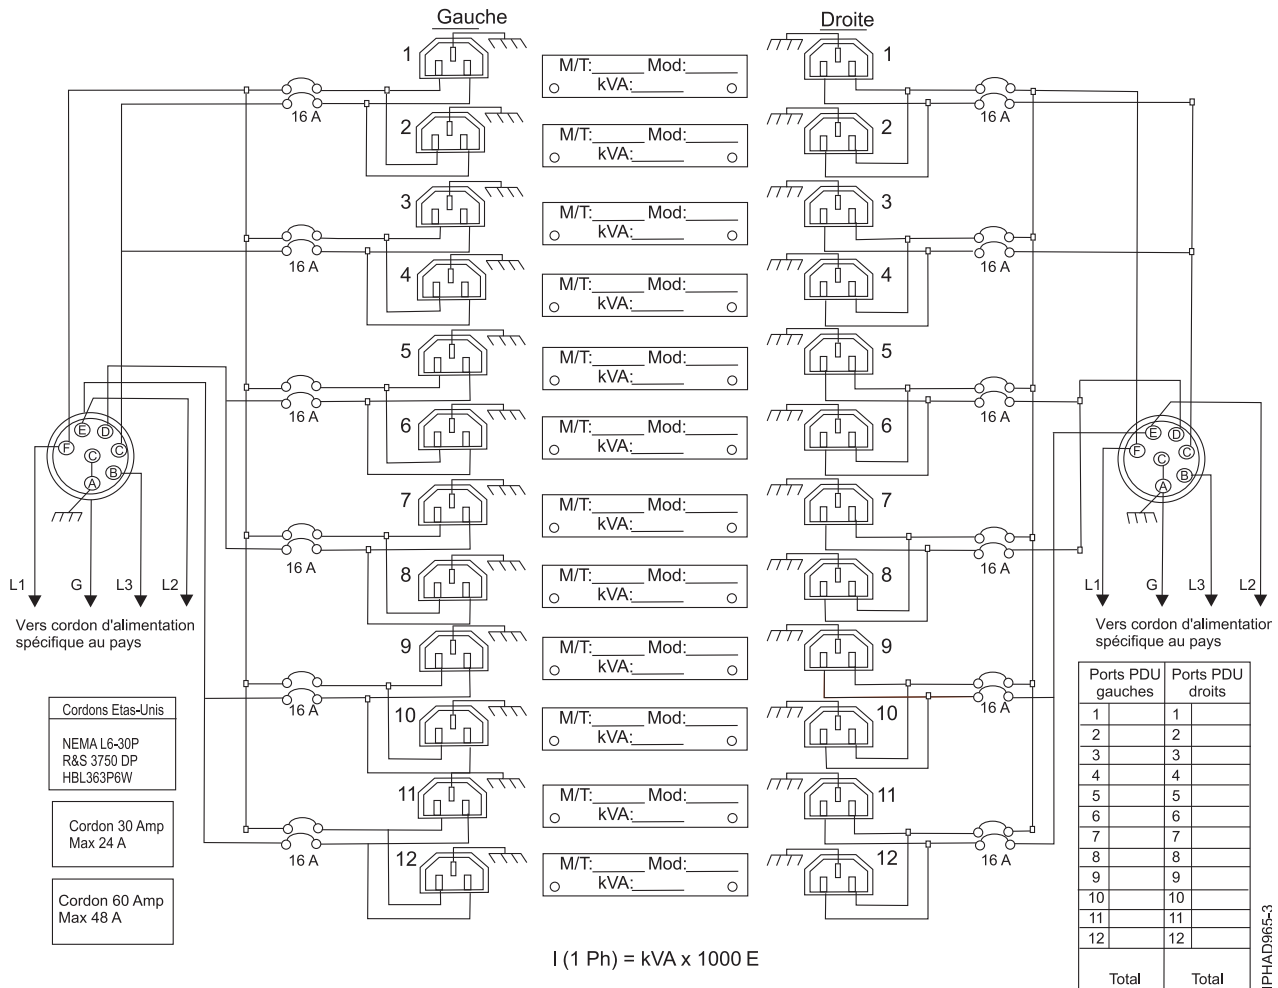 Gauche
Droite
1
M/T:______ Mod:______
kVA:______
1
16 A
16 A
2
M/T:______ Mod:______
kVA:______
2
3
M/T:______ Mod:______
kVA:______
3
16 A
16 A
4
M/T:______ Mod:______
kVA:______
4
5
M/T:______ Mod:______
kVA:______
5
16 A
16 A
6
M/T:______ Mod:______
kVA:______
6
E
D
F
C
C
B
A
E
D
F
C
C
B
A
7
M/T:______ Mod:______
kVA:______
7
16 A
16 A
8
M/T:______ Mod:______
kVA:______
8
L1
G
L3
L2
L1
G
L3
L2
Vers cordon d'alimentation
spécifique au pays
Vers cordon d'alimentation
spécifique au pays
9
M/T:______ Mod:______
kVA:______
9
16 A
16 A
10
M/T:______ Mod:______
kVA:______
10
11
M/T:______ Mod:______
kVA:______
11
16 A
16 A
12
M/T:______ Mod:______
kVA:______
12
Cordons Etas-Unis
NEMA L6-30P
R&S 3750 DP
HBL363P6W
Cordon 30 Amp
Max 24 A
Cordon 60 Amp
Max 48 A
I (1 Ph) = kVA x 1000 E
Ports PDU gauches
Ports PDU droits
1 1
2 2
3 3
4 4
5 5
6 6
7 7
8 8
9 9
10 10
11 11
12 12
Total Total
IPHAD965-3